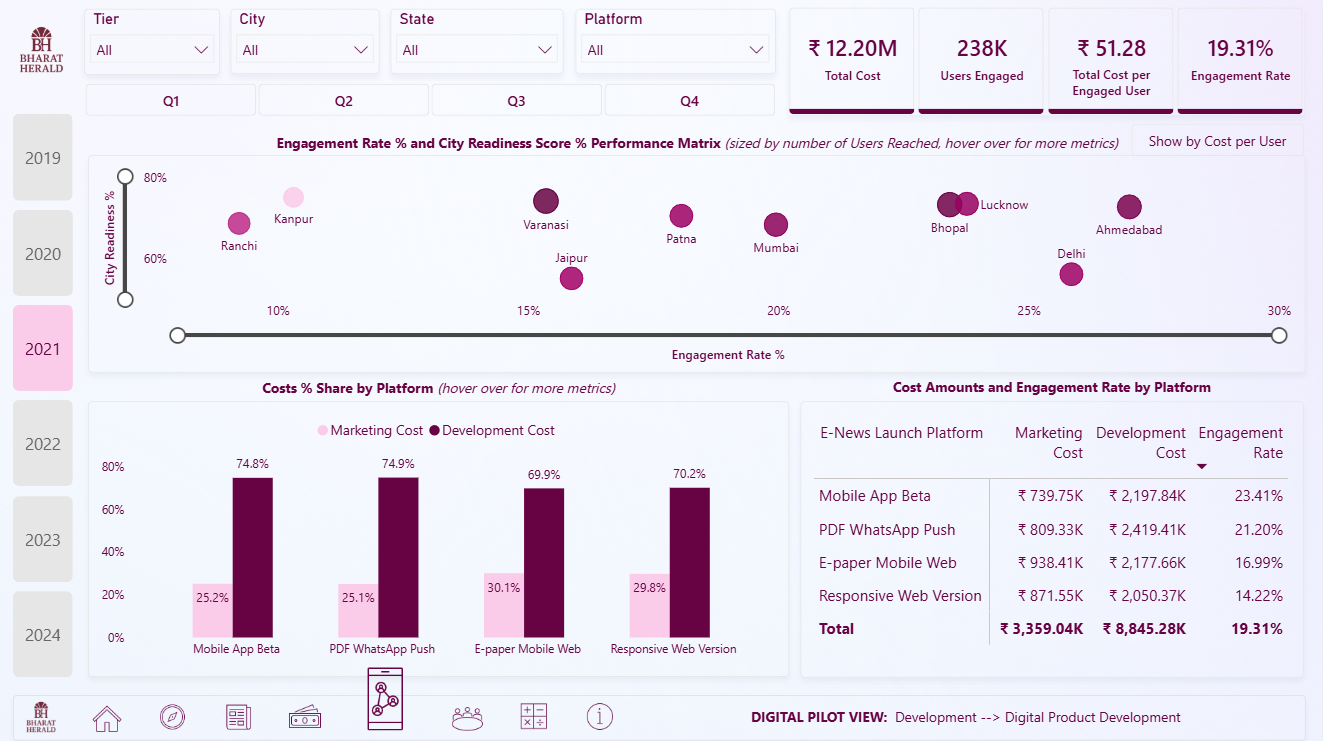 BH
BHARAT
HERALD
Tier
All
City
All
State
All
Platform
All
Q1
Q2
Q3
Q4
₹ 12.20M
Total Cost
238K
Users Engaged
₹ 51.28
Total Cost per
Engaged User
19.31%
Engagement Rate
2019
2020
2021
2022
2023
2024
Engagement Rate % and City Readiness Score % Performance Matrix (sized by number of Users Reached, hover over for more metrics)
Show by Cost per User
City Readiness %
80%
60%
Kanpur
Ranchi
Varanasi
Jaipur
Patna
Mumbai
Bhopal
Lucknow
Delhi
Ahmedabad
10%
15%
20%
25%
30%
Engagement Rate %
Costs % Share by Platform (hover over for more metrics)
Marketing Cost
Development Cost
80%
60%
40%
20%
0%
25.2%
74.8%
25.1%
74.9%
30.1%
69.9%
29.8%
70.2%
Mobile App Beta
PDF WhatsApp Push
E-paper Mobile Web
Responsive Web Version
Cost Amounts and Engagement Rate by Platform
E-News Launch Platform Marketing Cost Development Cost Engagement Rate
Mobile App Beta ₹ 739.75K ₹ 2,197.84K 23.41%
PDF WhatsApp Push ₹ 809.33K ₹ 2,419.41K 21.20%
E-paper Mobile Web ₹ 938.41K ₹ 2,177.66K 16.99%
Responsive Web Version ₹ 871.55K ₹ 2,050.37K 14.22%
Total ₹ 3,359.04K ₹ 8,845.28K 19.31%
BH
BHARAT
HERALD
DIGITAL PILOT VIEW: Development --> Digital Product Development